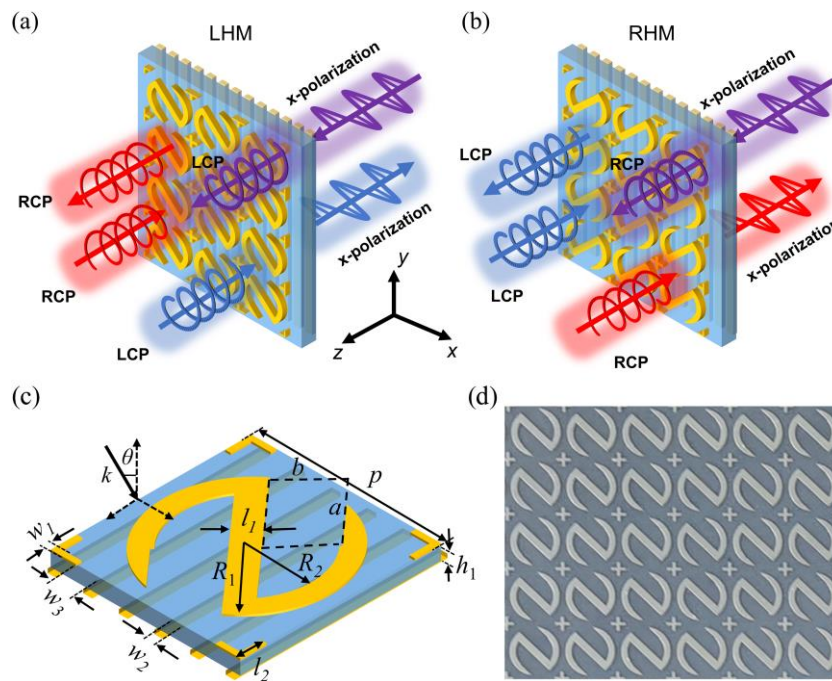 (a)
LHM
x-polarization
LCP
RCP
RCP
LCP
x-polarization
y
z
x
(b)
RHM
x-polarization
LCP
RCP
LCP
x-polarization
RCP
(c)
θ
k
b
p
a
l1
R1
R2
h1
w1
w3
w2
l2
(d)